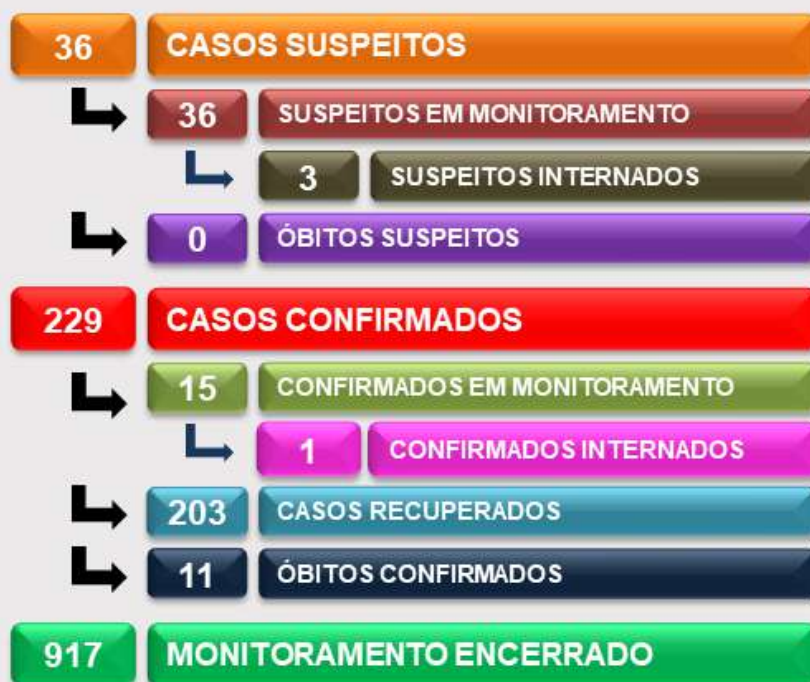 36 CASOS SUSPEITOS
36 SUSPEITOS EM MONITORAMENTO
3 SUSPEITOS INTERNADOS
0 ÓBITOS SUSPEITOS
229 CASOS CONFIRMADOS
15 CONFIRMADOS EM MONITORAMENTO
1 CONFIRMADOS INTERNADOS
203 CASOS RECUPERADOS
11 ÓBITOS CONFIRMADOS
917 MONITORAMENTO ENCERRADO